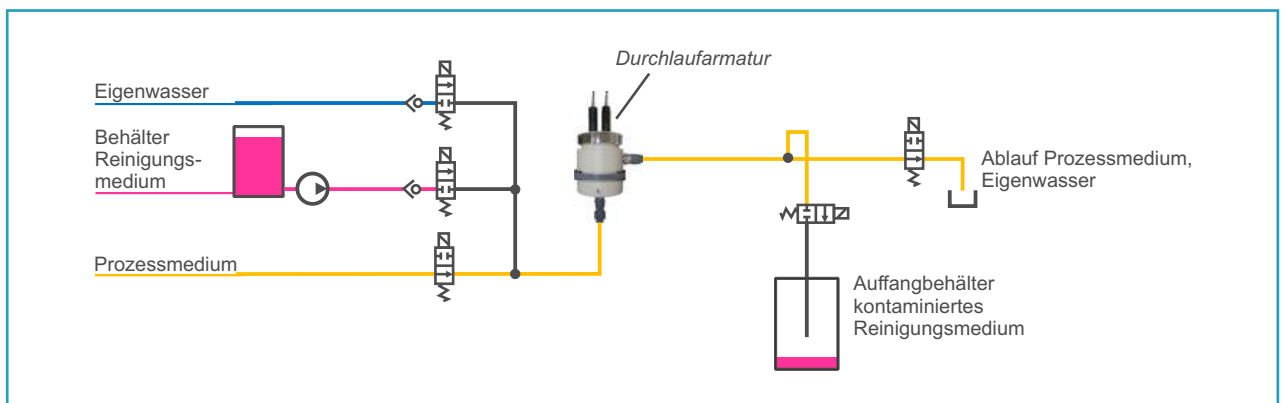 Durchlaufarmatur
Eigenwasser
Behälter
Reinigungs-
medium
Prozessmedium
Ablauf Prozessmedium,
Eigenwasser
Auffangbehälter
kontaminiertes
Reinigungsmedium